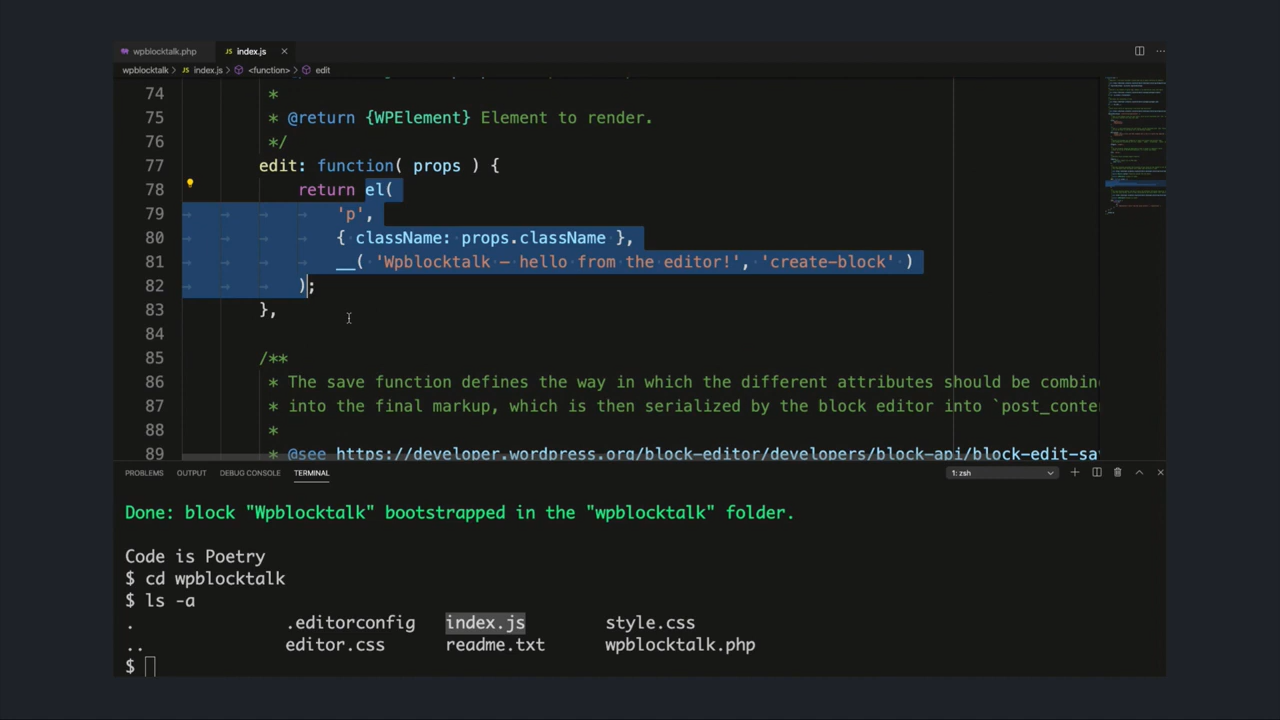 wpblocktalk.php JS index.js
wpblocktalk JS index.js <function> edit
74 *
75 * @return {WPElement} Element to render.
76 */
77 edit: function( props ) {
78 return el(
79 'p',
80 { className: props.className },
81 __( 'Wpblocktalk – hello from the editor!', 'create-block' )
82 );
83 },
84
85 /**
86 * The save function defines the way in which the different attributes should be combin
87 * into the final markup, which is then serialized by the block editor into `post_conte
88 *
89 * @see https://developer.wordpress.org/block-editor/developers/block-api/block-edit-sa
PROBLEMS OUTPUT DEBUG CONSOLE TERMINAL 1: zsh
Done: block "Wpblocktalk" bootstrapped in the "wpblocktalk" folder.
Code is Poetry
$ cd wpblocktalk
$ ls -a
. .editorconfig index.js style.css
.. editor.css readme.txt wpblocktalk.php
$